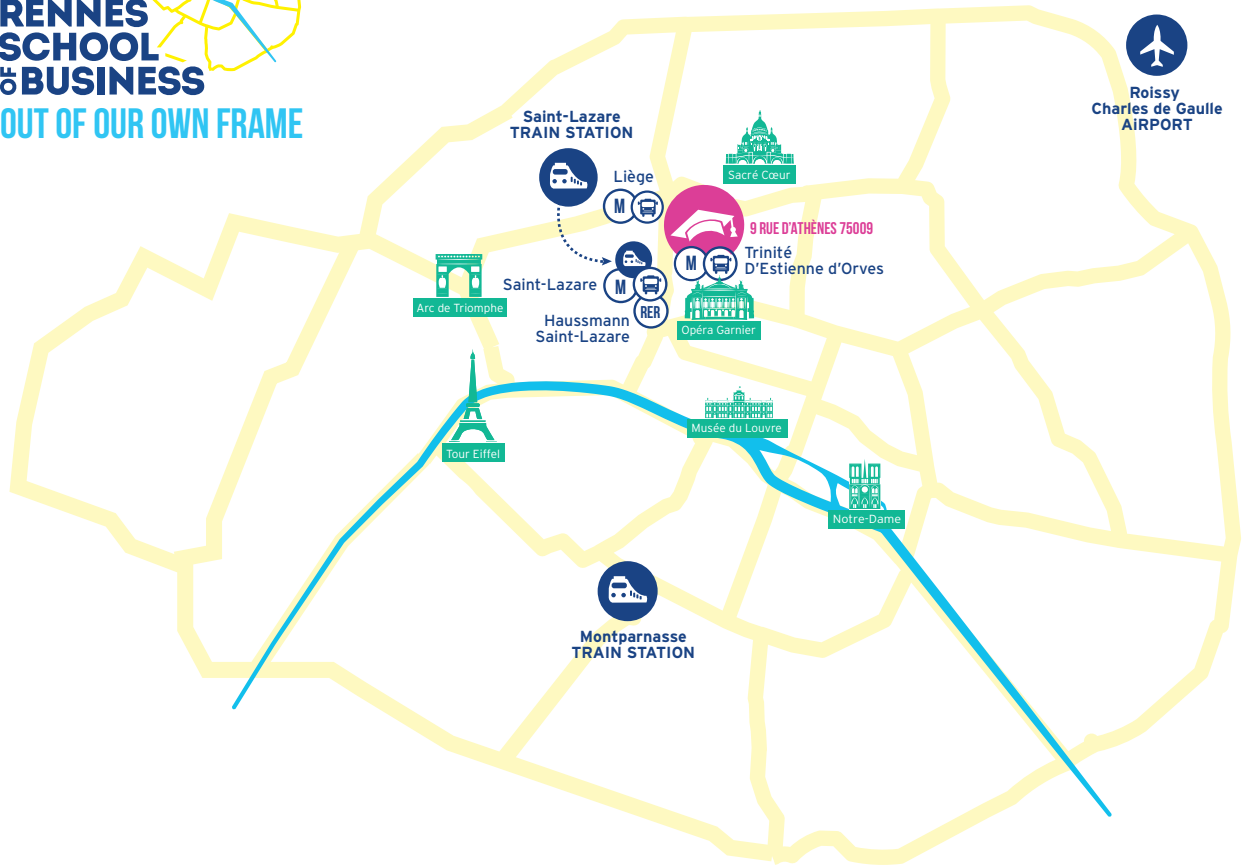 RENNES
SCHOOL
OF BUSINESS
OUT OF OUR OWN FRAME
Roissy
Charles de Gaulle
AiRPORT
Saint-Lazare
TRAIN STATION
Sacré Cœur
Liège
M
9 RUE D'ATHÈNES 75009
Trinité
D'Estienne d'Orves
M
Saint-Lazare
M
RER
Haussmann
Saint-Lazare
Arc de Triomphe
Opéra Garnier
Musée du Louvre
Tour Eiffel
Notre-Dame
Montparnasse
TRAIN STATION